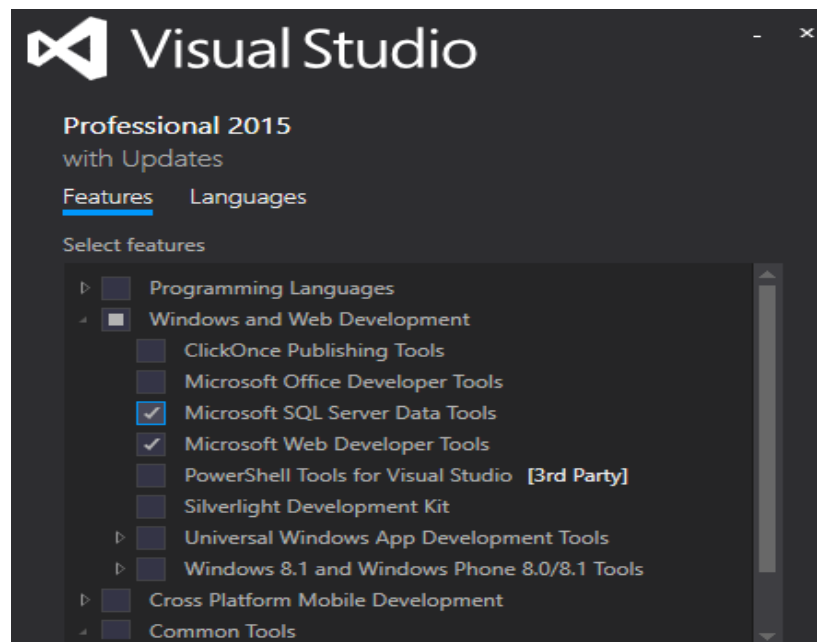 Visual Studio
Professional 2015
with Updates
Features Languages
Select features
Programming Languages
Windows and Web Development
ClickOnce Publishing Tools
Microsoft Office Developer Tools
Microsoft SQL Server Data Tools
Microsoft Web Developer Tools
PowerShell Tools for Visual Studio [3rd Party]
Silverlight Development Kit
Universal Windows App Development Tools
Windows 8.1 and Windows Phone 8.0/8.1 Tools
Cross Platform Mobile Development
Common Tools